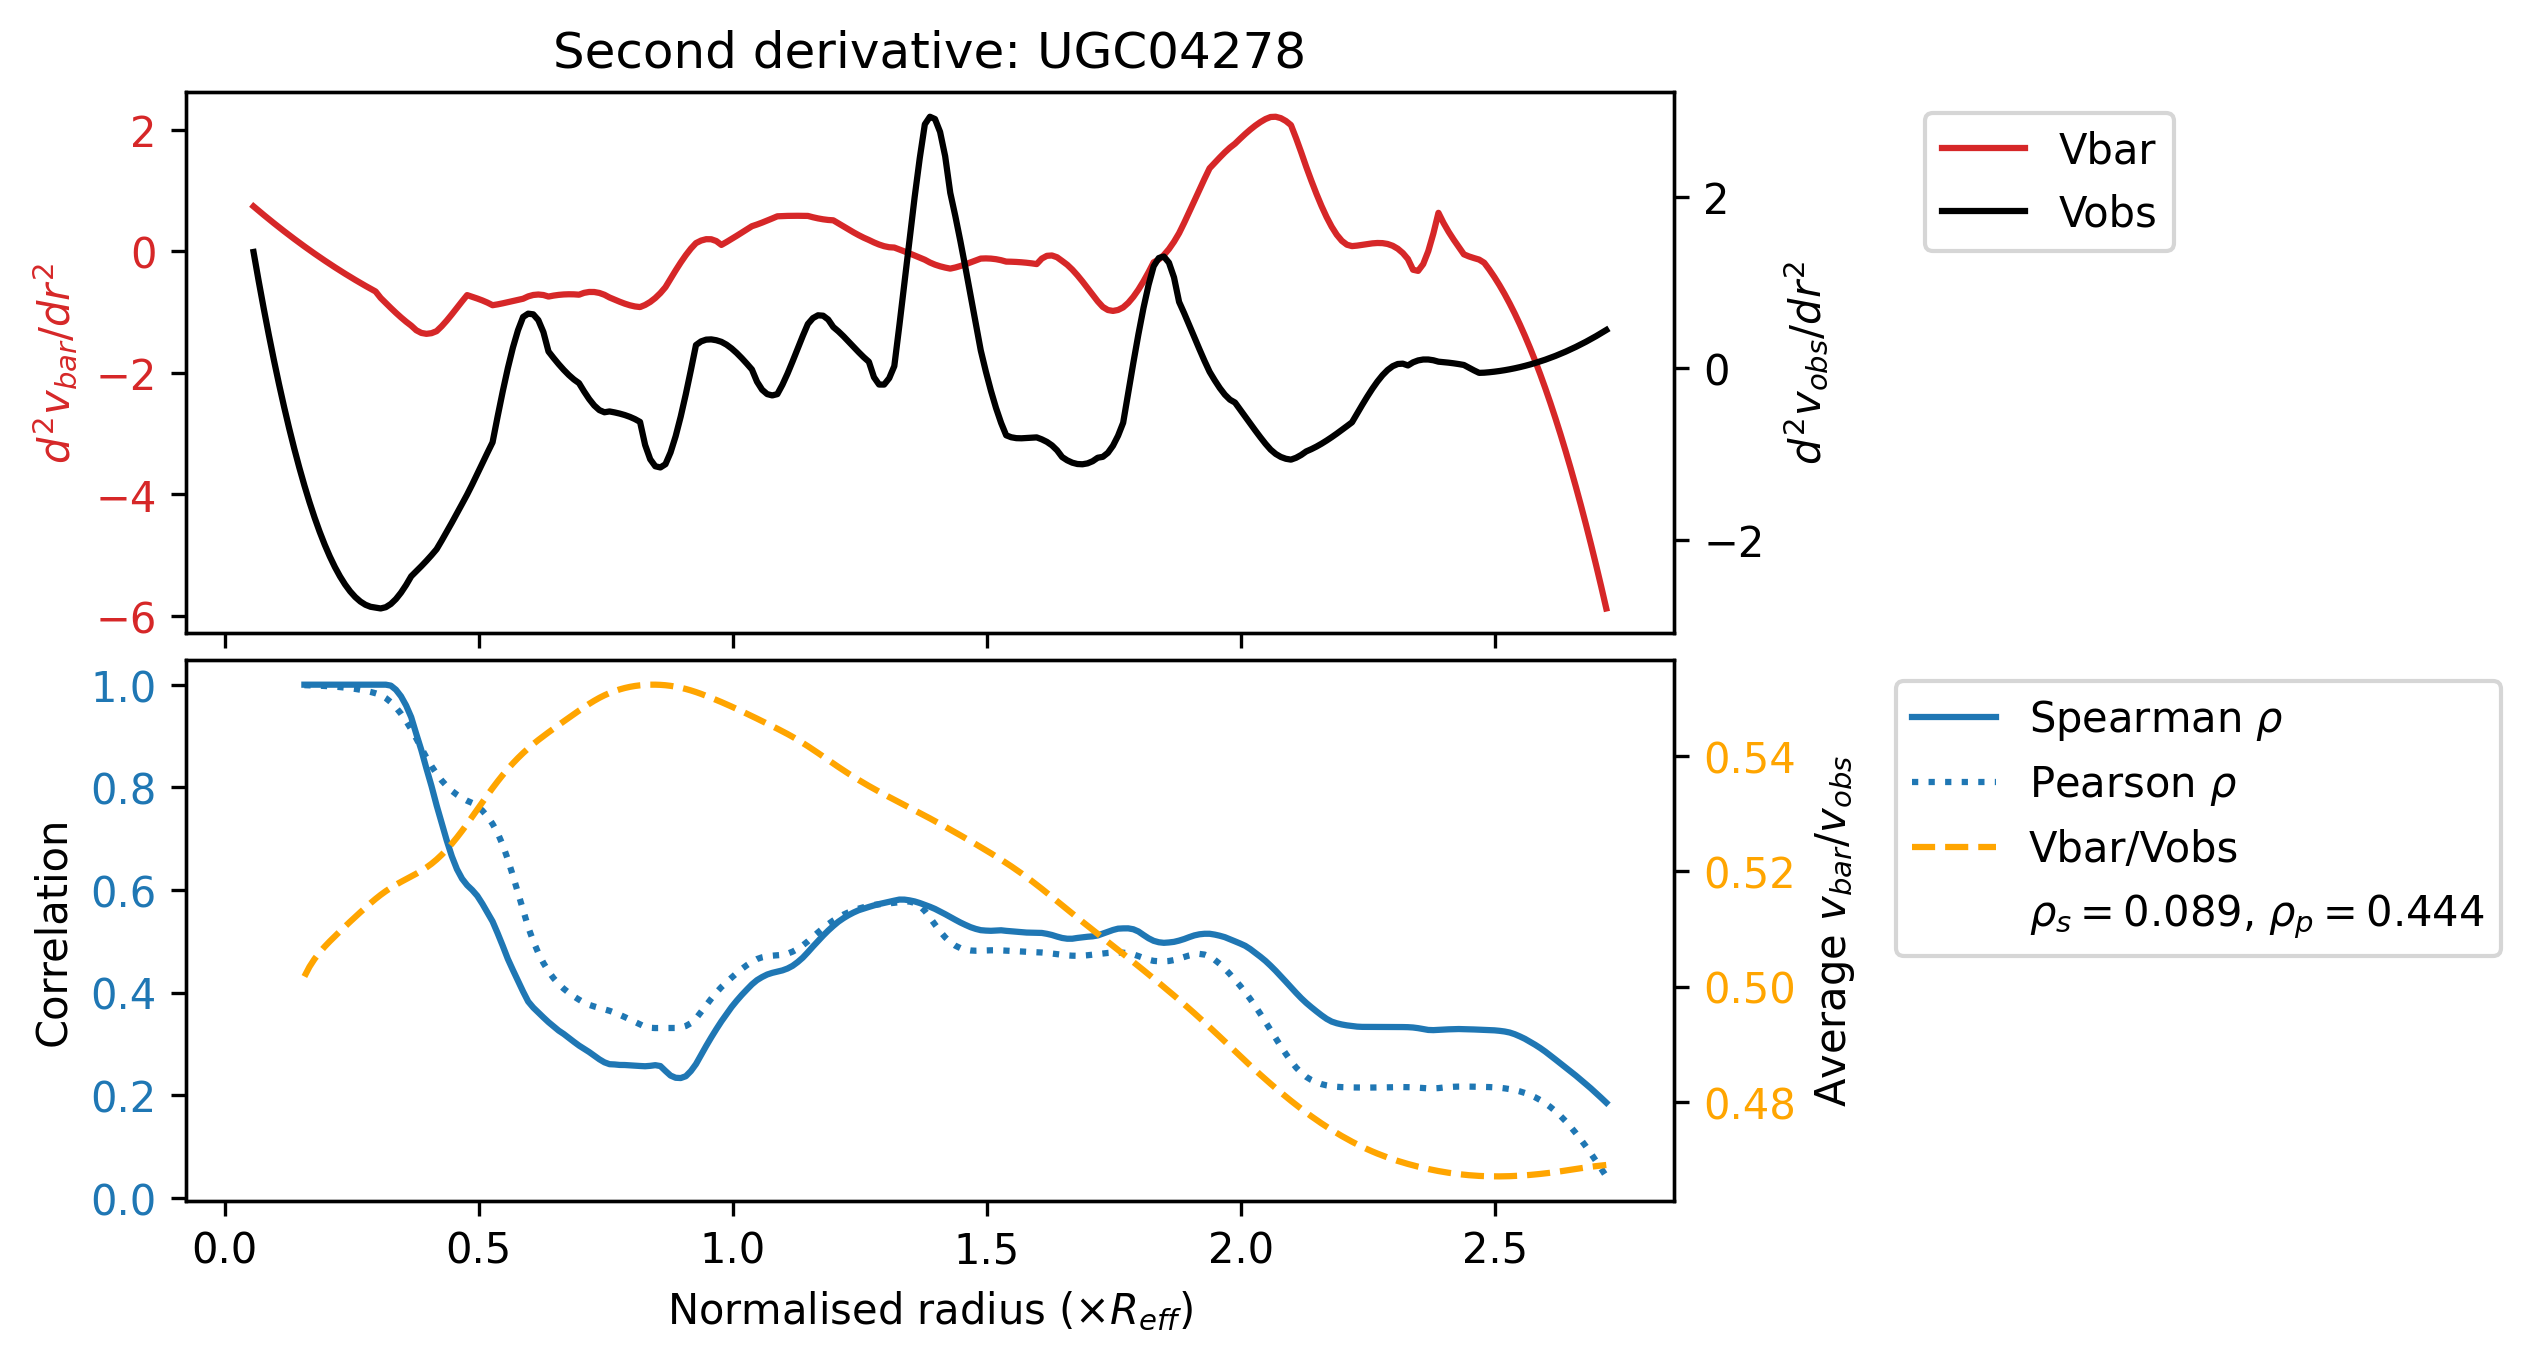 Second derivative: UGC04278
2
0
−2
−4
−6
d²v_bar/dr²
2
0
−2
d²v_obs/dr²
Vbar
Vobs
1.0
0.8
0.6
0.4
0.2
0.0
Correlation
0.54
0.52
0.50
0.48
Average v_bar/v_obs
Spearman ρ
Pearson ρ
Vbar/Vobs
ρ_s = 0.089, ρ_p = 0.444
0.0 0.5 1.0 1.5 2.0 2.5
Normalised radius (×R_eff)